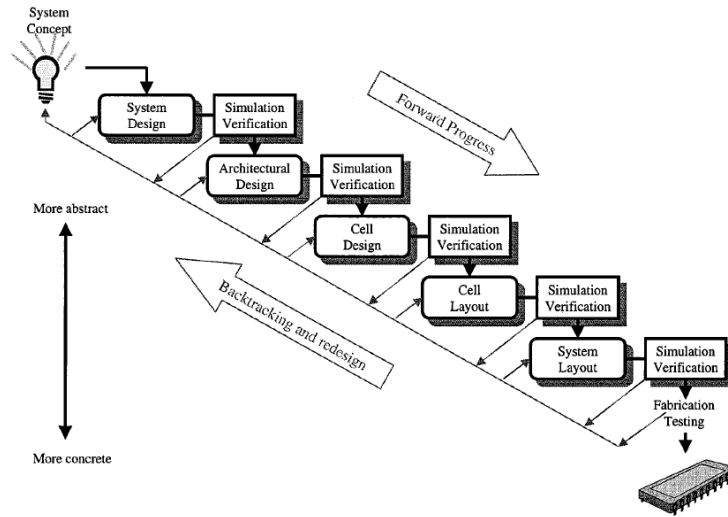 System
Concept
System
Design
Simulation
Verification
Forward Progress
Architectural
Design
Simulation
Verification
More abstract
Cell
Design
Simulation
Verification
Backtracking and redesign
Cell
Layout
Simulation
Verification
System
Layout
Simulation
Verification
Fabrication
Testing
More concrete